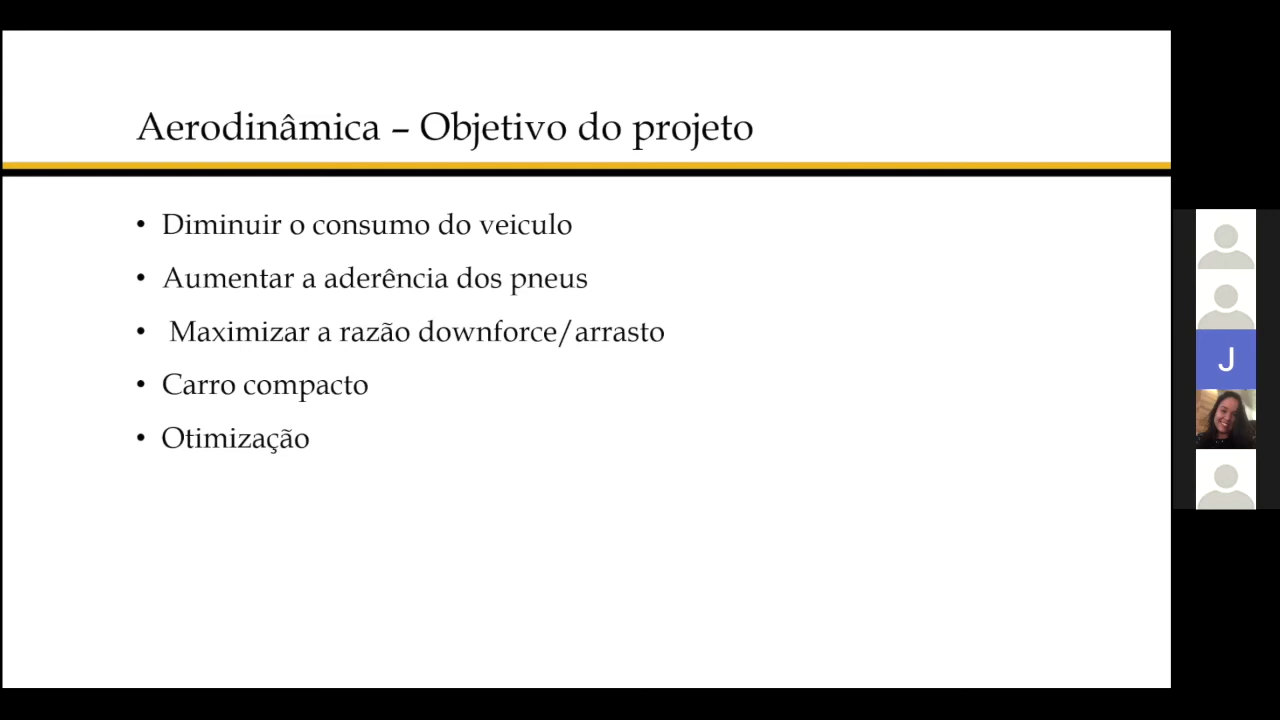 Aerodinâmica – Objetivo do projeto
• Diminuir o consumo do veiculo
• Aumentar a aderência dos pneus
• Maximizar a razão downforce/arrasto
• Carro compacto
• Otimização
J